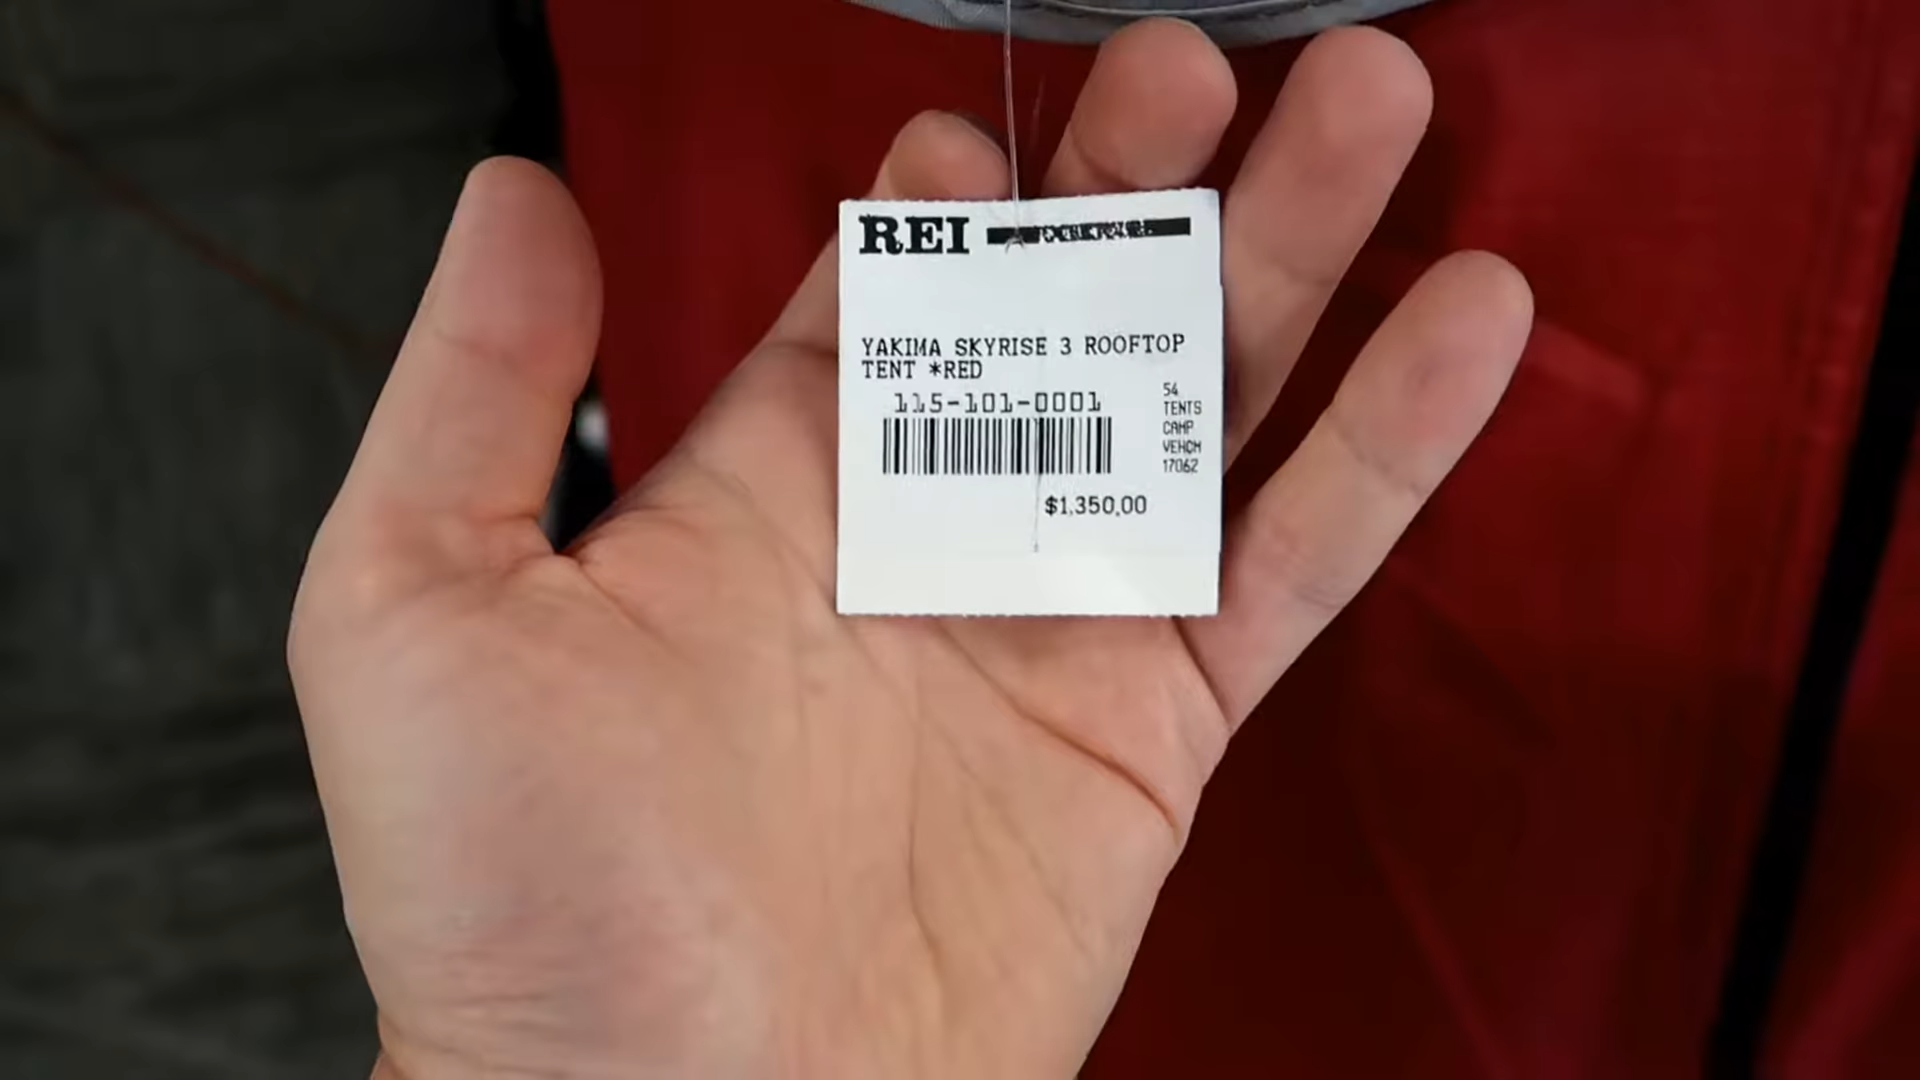 REI
YAKIMA SKYRISE 3 ROOFTOP
TENT *RED
115-101-0001
54
TENTS
CAMP
VEHCM
17062
$1,350.00